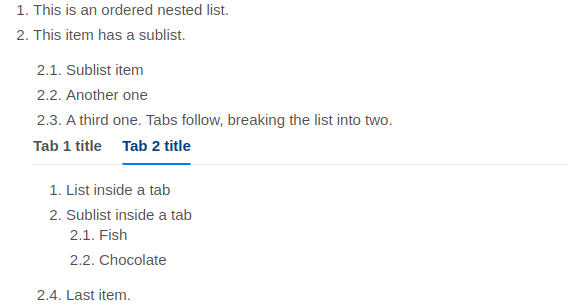 1. This is an ordered nested list.
2. This item has a sublist.
2.1. Sublist item
2.2. Another one
2.3. A third one. Tabs follow, breaking the list into two.
Tab 1 title Tab 2 title
1. List inside a tab
2. Sublist inside a tab
2.1. Fish
2.2. Chocolate
2.4. Last item.